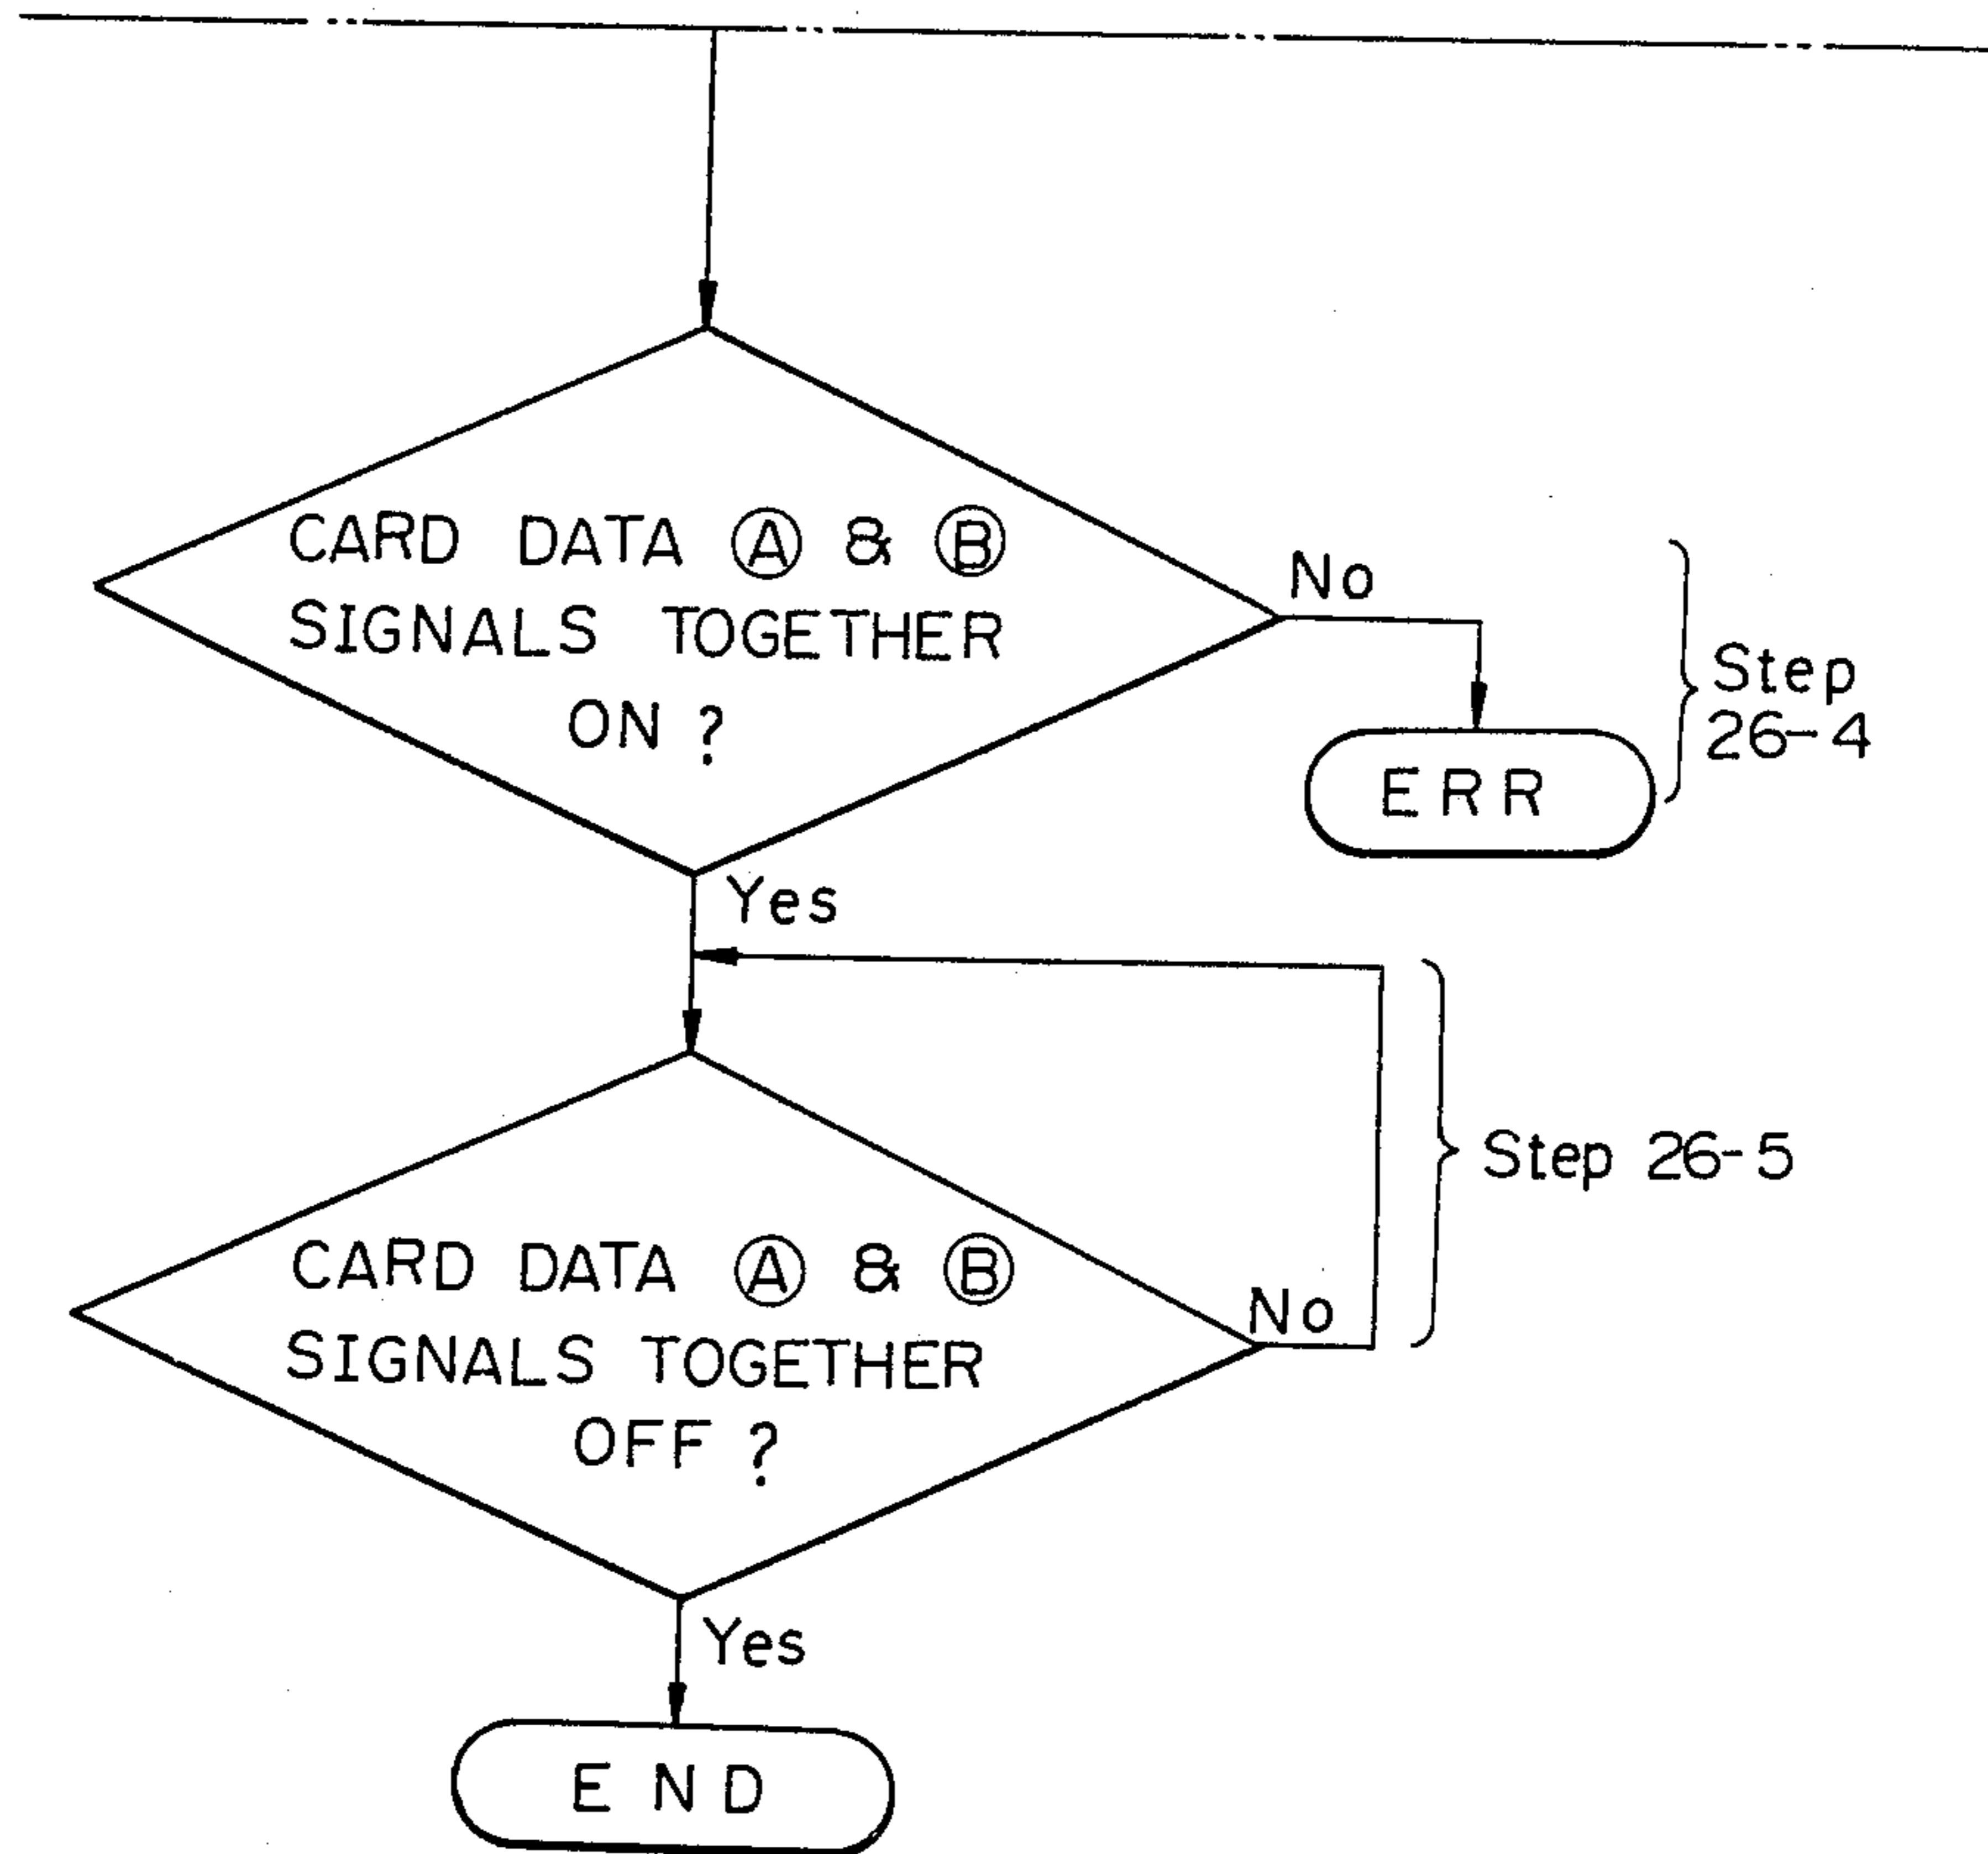 CARD DATA Ⓐ & Ⓑ
SIGNALS TOGETHER
ON ?
No
Step
26-4
ERR
Yes
Step 26-5
CARD DATA Ⓐ & Ⓑ
SIGNALS TOGETHER
OFF ?
No
Yes
END